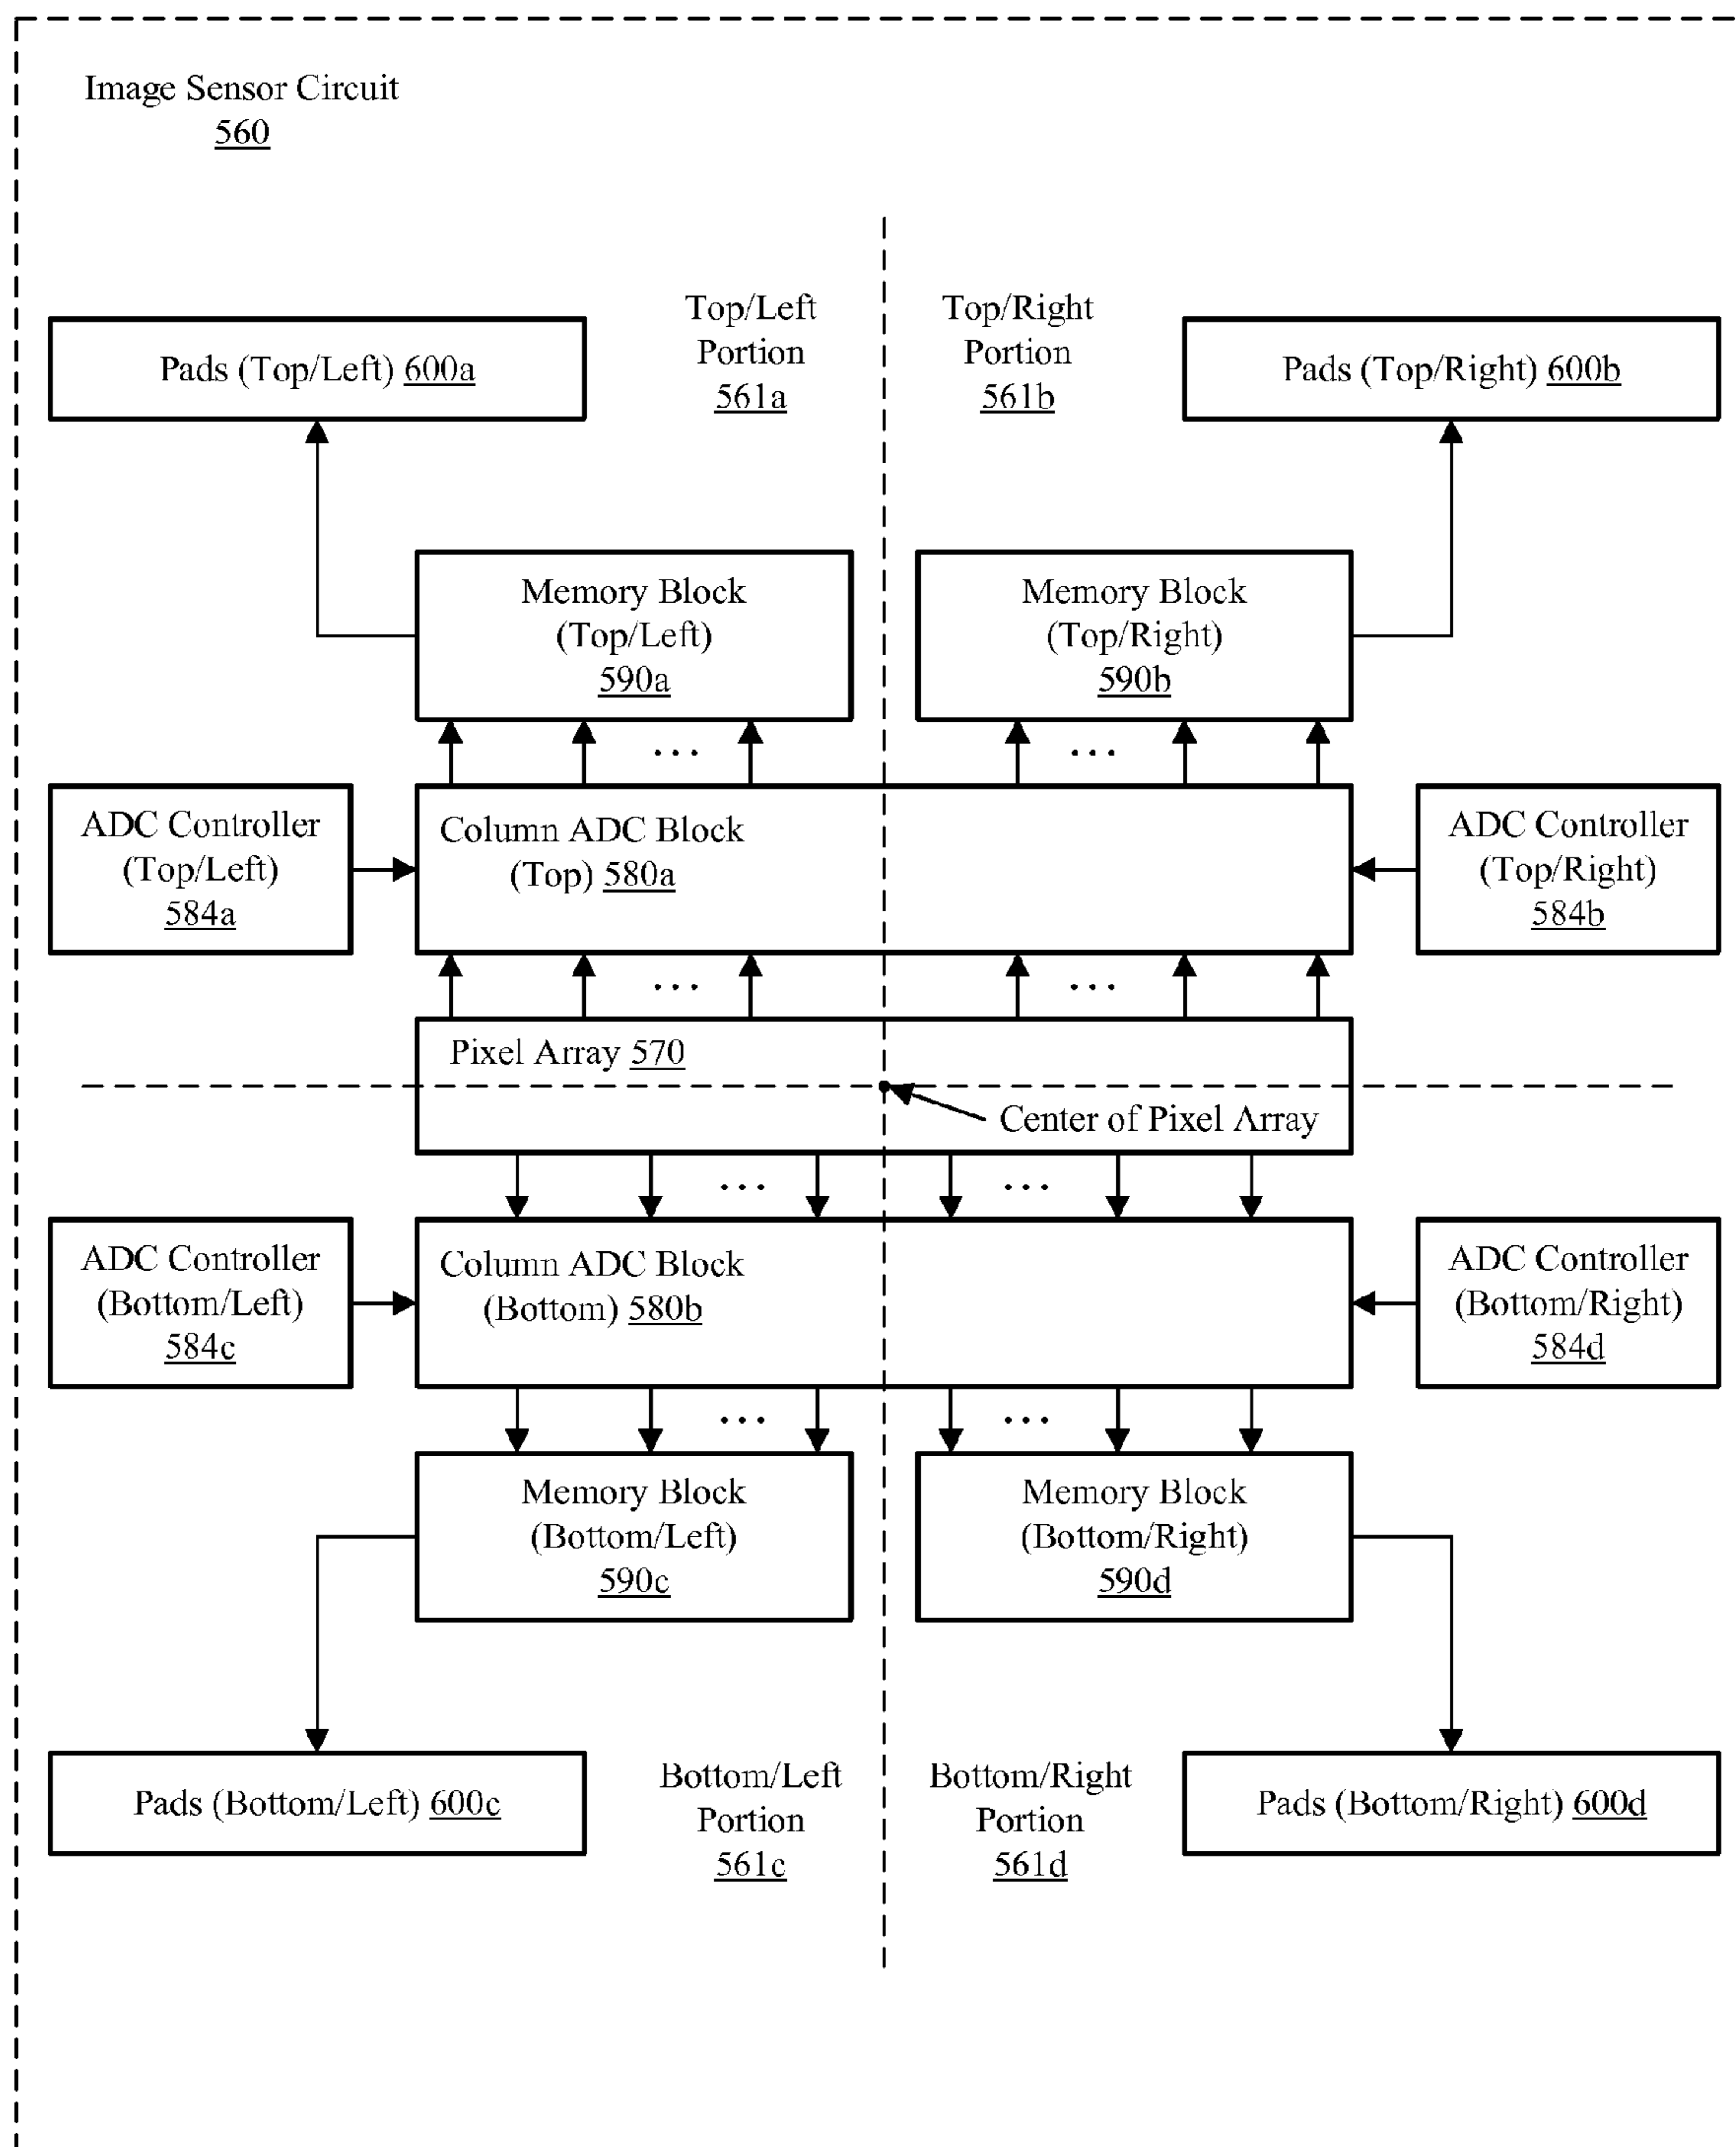 Image Sensor Circuit
560
Top/Left
Portion
561a
Top/Right
Portion
561b
Pads (Top/Left) 600a
Pads (Top/Right) 600b
Memory Block
(Top/Left)
590a
Memory Block
(Top/Right)
590b
...
...
ADC Controller
(Top/Left)
584a
Column ADC Block
(Top) 580a
ADC Controller
(Top/Right)
584b
...
...
Pixel Array 570
Center of Pixel Array
...
...
ADC Controller
(Bottom/Left)
584c
Column ADC Block
(Bottom) 580b
ADC Controller
(Bottom/Right)
584d
...
...
Memory Block
(Bottom/Left)
590c
Memory Block
(Bottom/Right)
590d
Pads (Bottom/Left) 600c
Bottom/Left
Portion
561c
Bottom/Right
Portion
561d
Pads (Bottom/Right) 600d